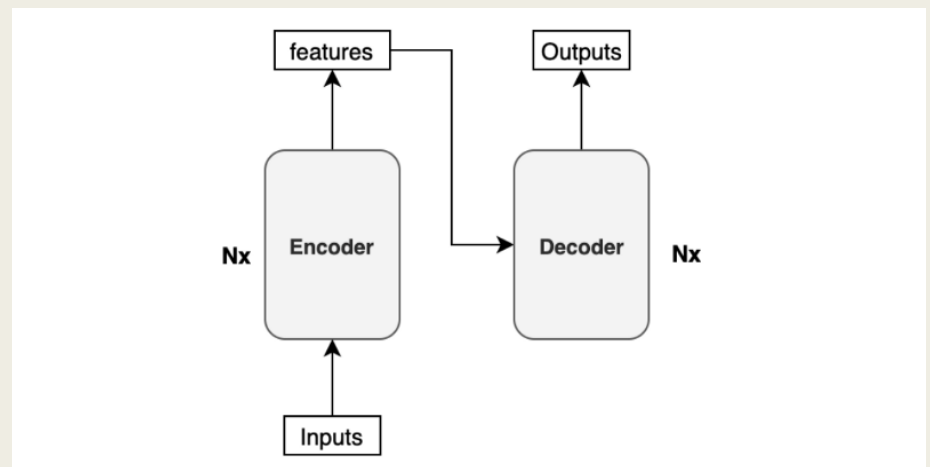 features
Outputs
Nx
Encoder
Decoder
Nx
Inputs